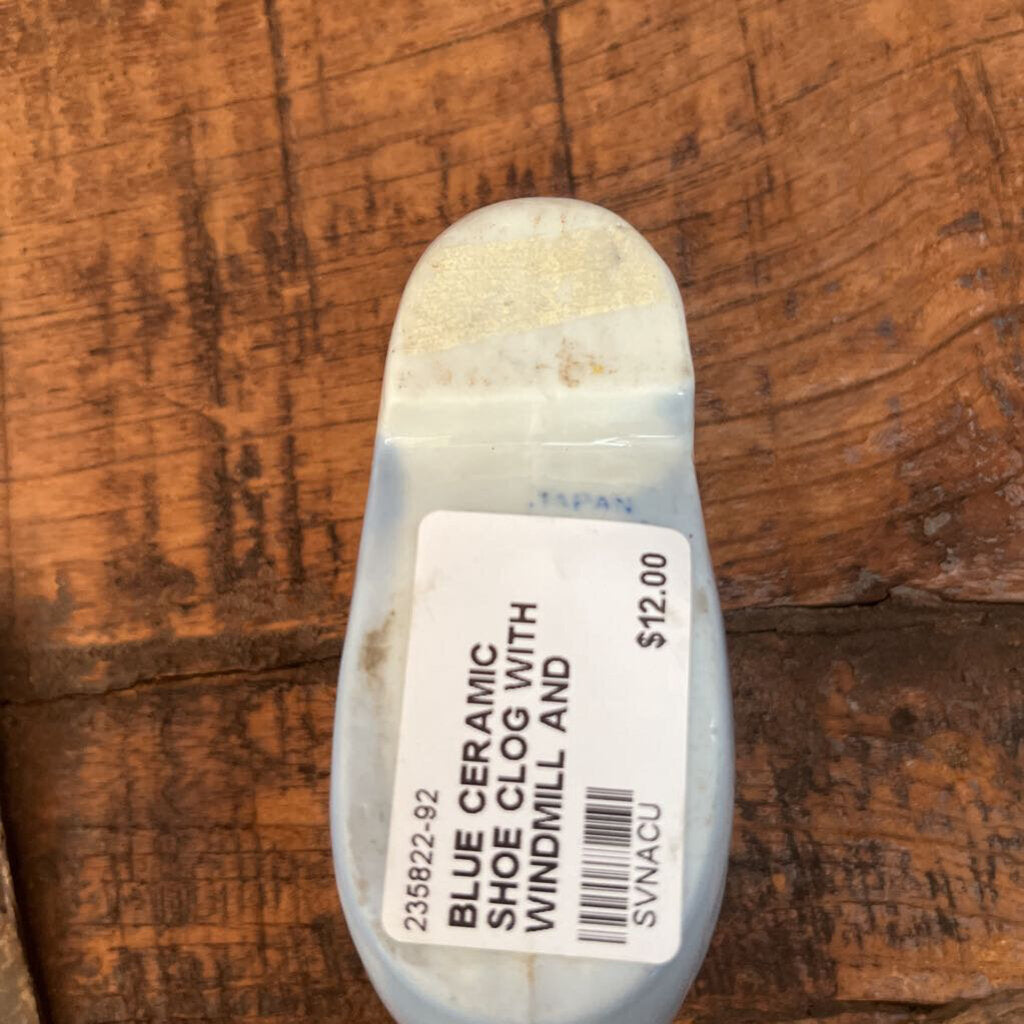 JAPAN
235822-92
BLUE CERAMIC
SHOE CLOG WITH
WINDMILL AND
$12.00
SVNACU